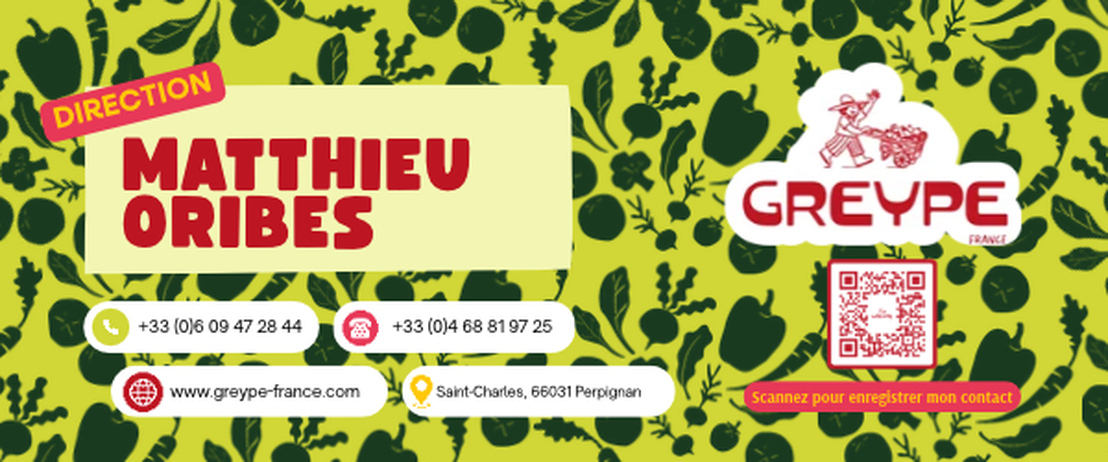 DIRECTION
MATTHIEU
ORIBES
+33 (0)6 09 47 28 44
+33 (0)4 68 81 97 25
www.greype-france.com
Saint-Charles, 66031 Perpignan
GREYPE
FRANCE
Scannez pour enregistrer mon contact